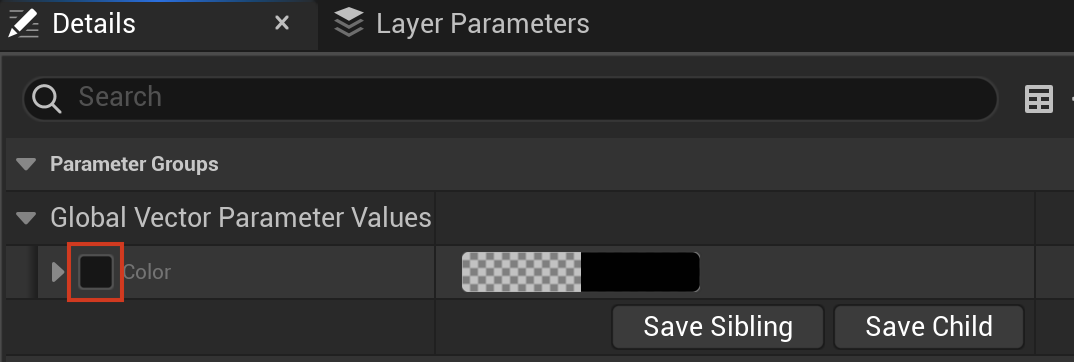 Details
Layer Parameters
Search
Parameter Groups
Global Vector Parameter Values
Color
Save Sibling
Save Child